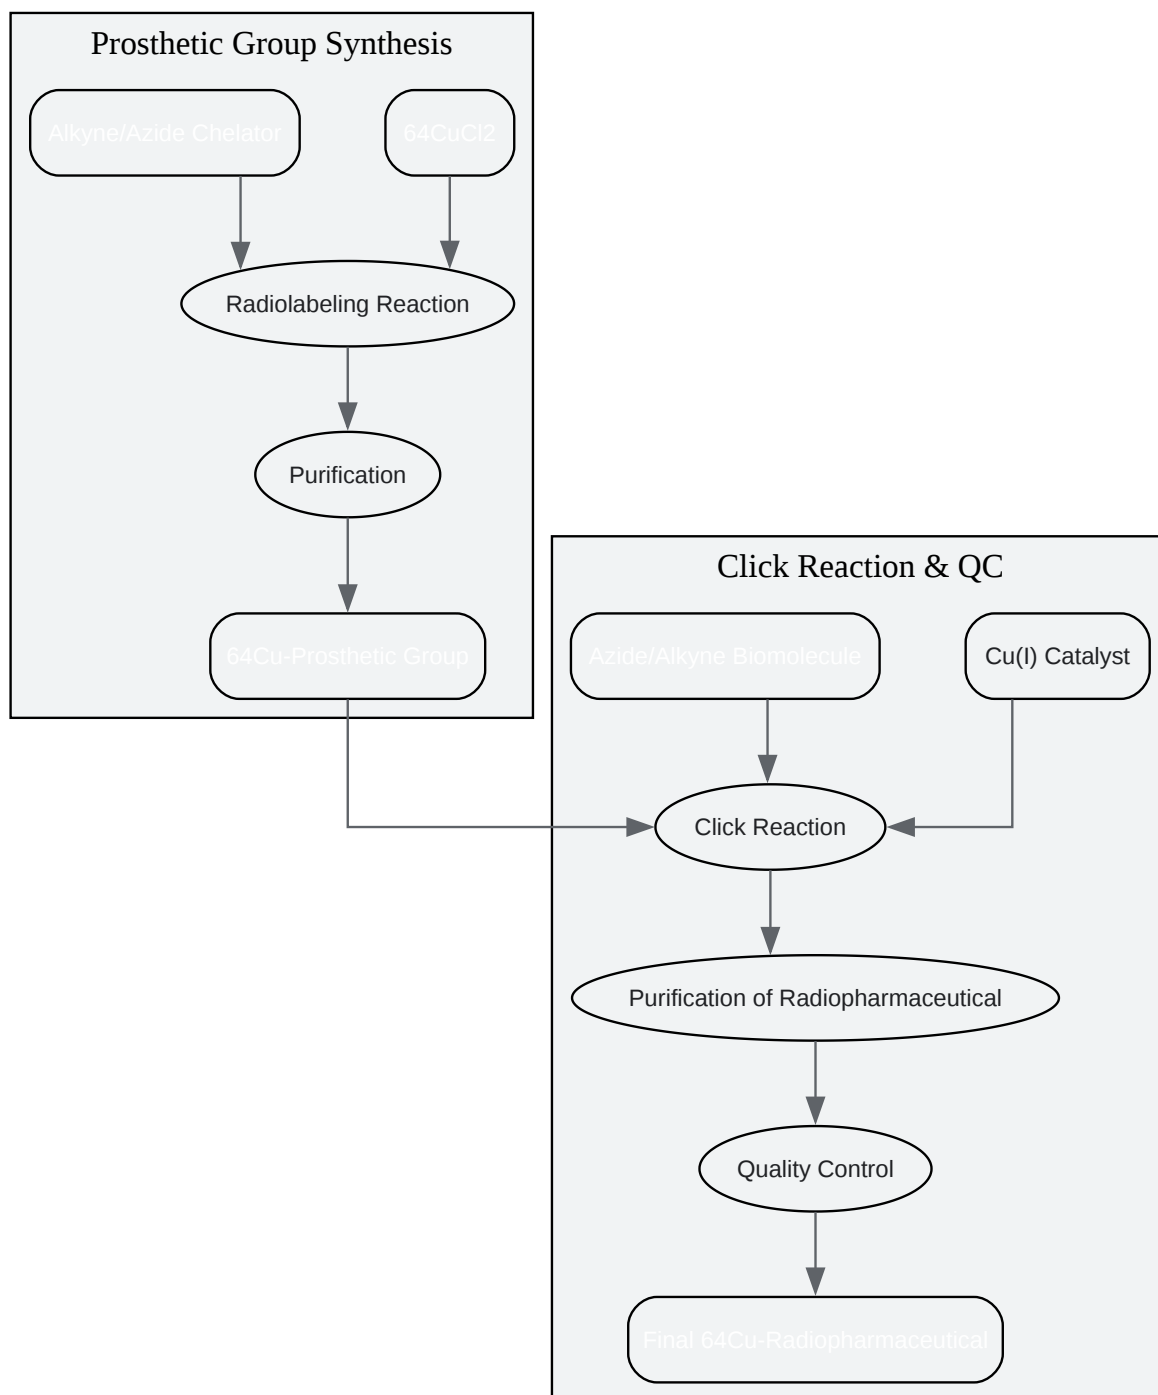 Prosthetic Group Synthesis
Alkyne/Azide Chelator
64CuCl2
Radiolabeling Reaction
Purification
64Cu-Prosthetic Group
Click Reaction & QC
Azide/Alkyne Biomolecule
Cu(I) Catalyst
Click Reaction
Purification of Radiopharmaceutical
Quality Control
Final 64Cu-Radiopharmaceutical